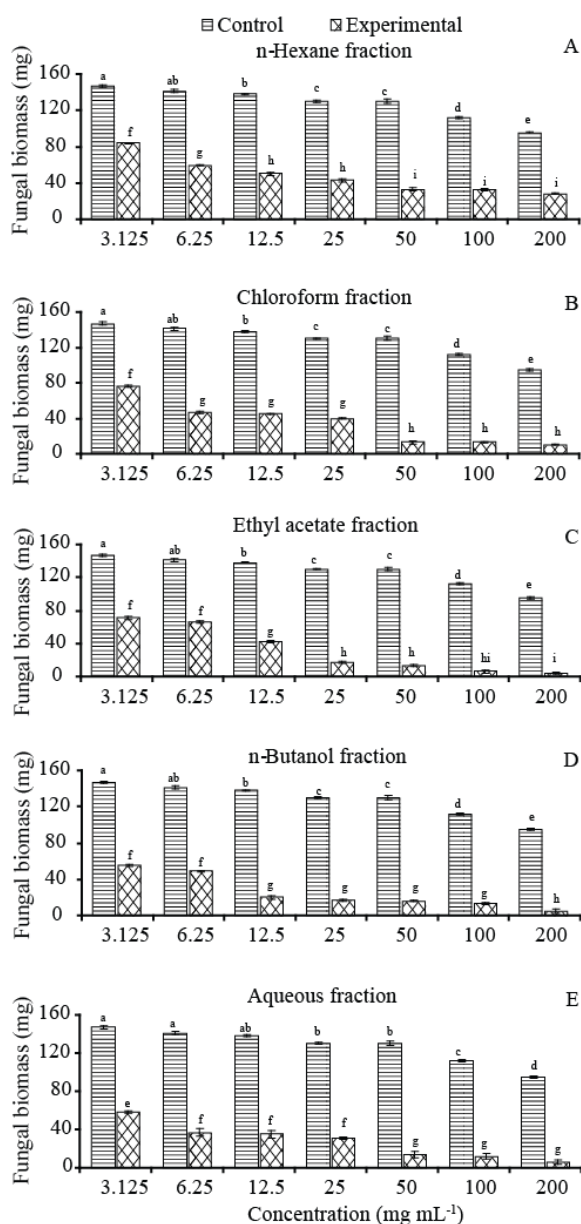 Control Experimental
n-Hexane fraction A
Fungal biomass (mg)
160
120
80
40
0
a ab b c c d e
f g h h i i i
3.125 6.25 12.5 25 50 100 200
Chloroform fraction B
Fungal biomass (mg)
160
120
80
40
0
a ab b c c d e
f g g g h h h
3.125 6.25 12.5 25 50 100 200
Ethyl acetate fraction C
Fungal biomass (mg)
160
120
80
40
0
a ab b c c d e
f f g h h hi i
3.125 6.25 12.5 25 50 100 200
n-Butanol fraction D
Fungal biomass (mg)
160
120
80
40
0
a ab b c c d e
f f g g g g h
3.125 6.25 12.5 25 50 100 200
Aqueous fraction E
Fungal biomass (mg)
160
120
80
40
0
a a ab b b c d
e f f f g g g
3.125 6.25 12.5 25 50 100 200
Concentration (mg mL⁻¹)